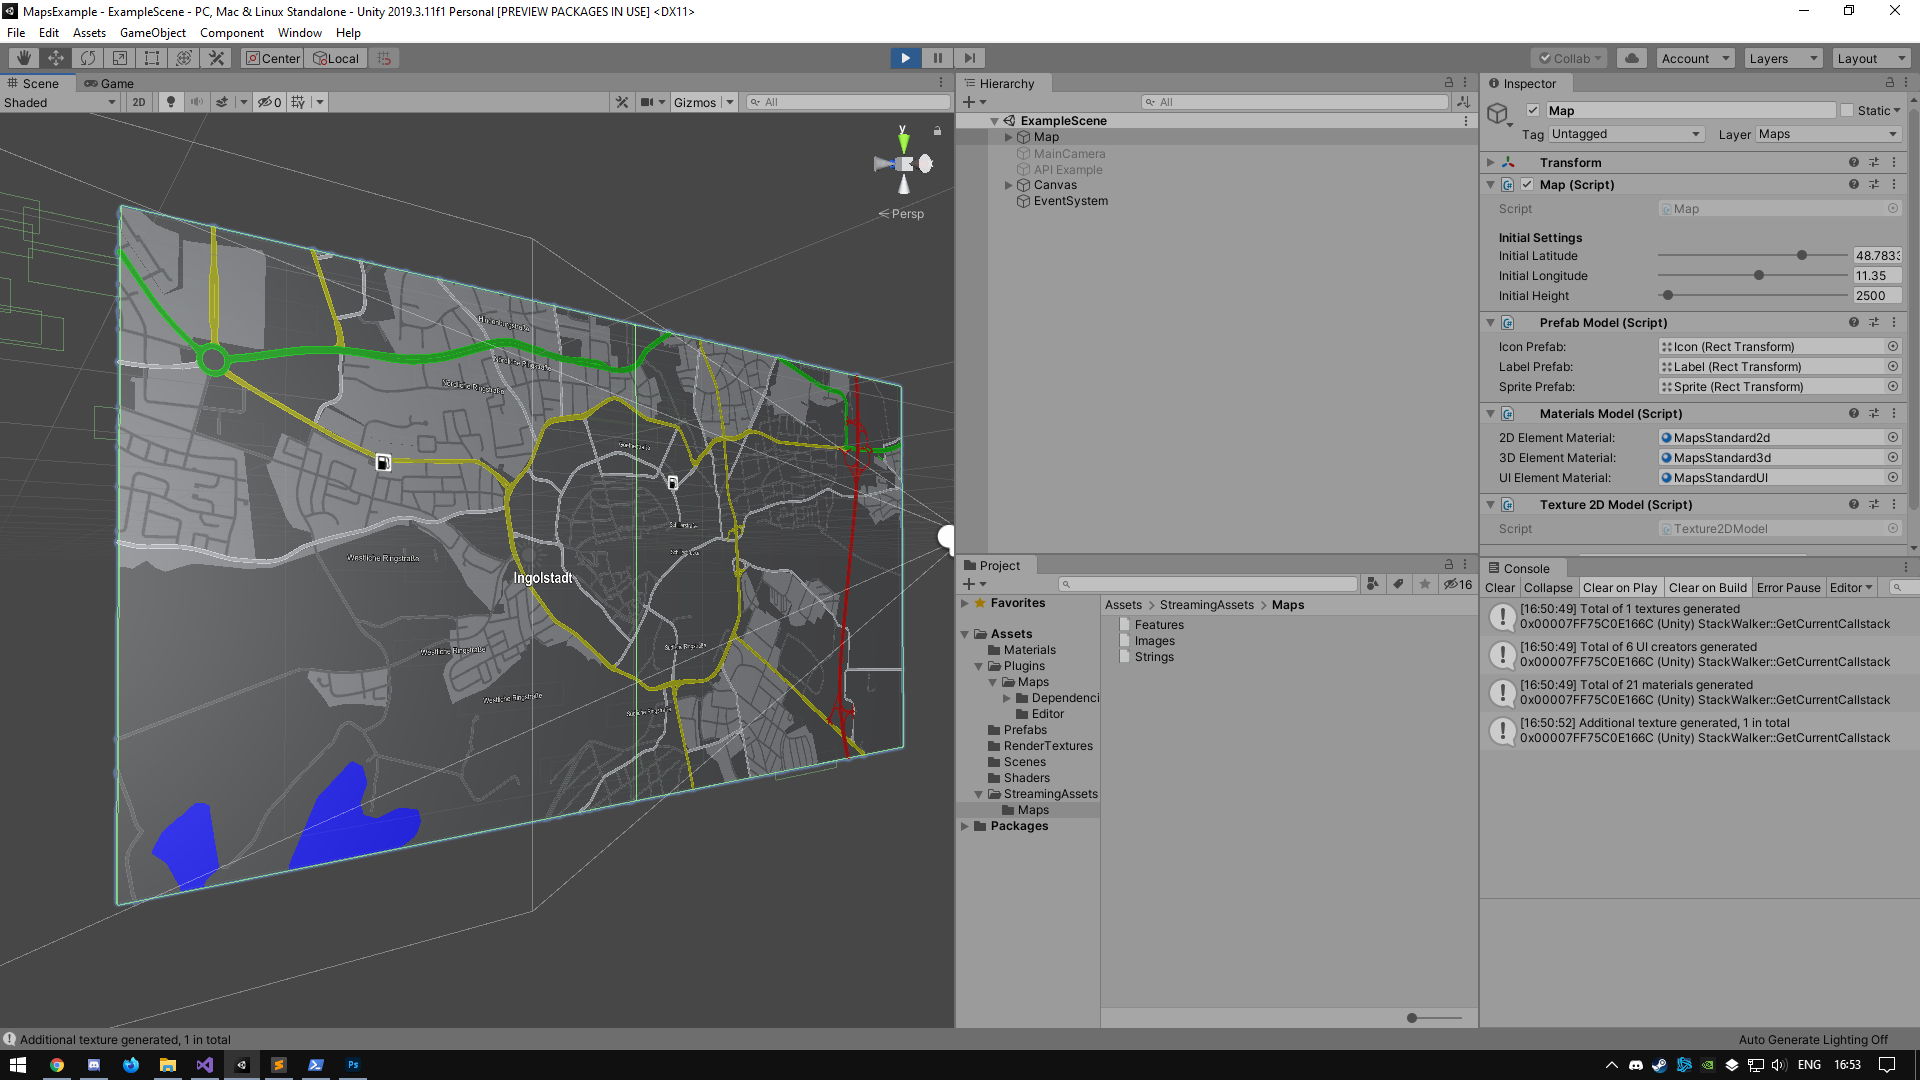 MapsExample - ExampleScene - PC, Mac & Linux Standalone - Unity 2019.3.11f1 Personal [PREVIEW PACKAGES IN USE] <DX11>
File Edit Assets GameObject Component Window Help
Center Local
Collab Account Layers Layout
Scene Game
Shaded 2D 0 Gizmos All
y
Persp
Nördliche Ringstraße
Westliche Ringstraße
Ingolstadt
Westliche Ringstraße
Westliche Ringstraße
Hierarchy
All
ExampleScene
Map
MainCamera
API Example
Canvas
EventSystem
Project
16
Favorites
Assets
Materials
Plugins
Maps
Dependenci
Editor
Prefabs
RenderTextures
Scenes
Shaders
StreamingAssets
Maps
Packages
Assets > StreamingAssets > Maps
Features
Images
Strings
Inspector
Map Static
Tag Untagged Layer Maps
Transform
Map (Script)
Script Map
Initial Settings
Initial Latitude 48.783
Initial Longitude 11.35
Initial Height 2500
Prefab Model (Script)
Icon Prefab: Icon (Rect Transform)
Label Prefab: Label (Rect Transform)
Sprite Prefab: Sprite (Rect Transform)
Materials Model (Script)
2D Element Material: MapsStandard2d
3D Element Material: MapsStandard3d
UI Element Material: MapsStandardUI
Texture 2D Model (Script)
Script Texture2DModel
Console
Clear Collapse Clear on Play Clear on Build Error Pause Editor
[16:50:49] Total of 1 textures generated
0x00007FF75C0E166C (Unity) StackWalker::GetCurrentCallstack
[16:50:49] Total of 6 UI creators generated
0x00007FF75C0E166C (Unity) StackWalker::GetCurrentCallstack
[16:50:49] Total of 21 materials generated
0x00007FF75C0E166C (Unity) StackWalker::GetCurrentCallstack
[16:50:52] Additional texture generated, 1 in total
0x00007FF75C0E166C (Unity) StackWalker::GetCurrentCallstack
Additional texture generated, 1 in total
Auto Generate Lighting Off
Ps
ENG 16:53